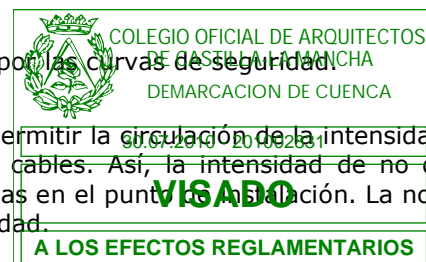 COLEGIO OFICIAL DE ARQUITECTOS
por las curvas de seguridad.
DE CASTILLA-LA MANCHA
DEMARCACION DE CUENCA
ermitir la circulación de la intensida
30.07.2010 201002831
cables. Así, la intensidad de no
as en el punto de instalación. La no
VISADO
dad.
A LOS EFECTOS REGLAMENTARIOS